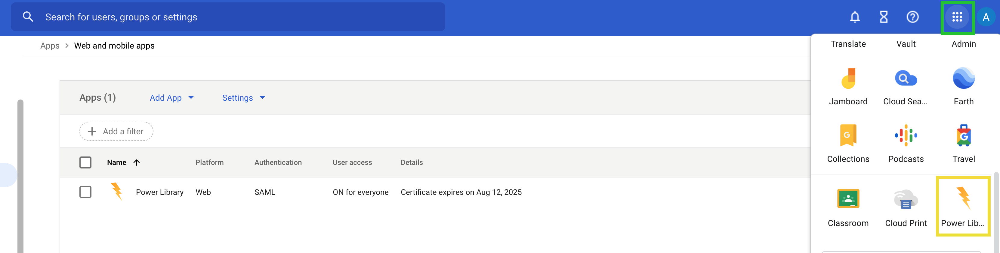 Search for users, groups or settings
A
Apps > Web and mobile apps
Translate Vault Admin
Apps (1) Add App Settings
Jamboard Cloud Sea... Earth
Add a filter
Collections Podcasts Travel
Name Platform Authentication User access Details
Power Library Web SAML ON for everyone Certificate expires on Aug 12, 2025
Classroom Cloud Print Power Lib...